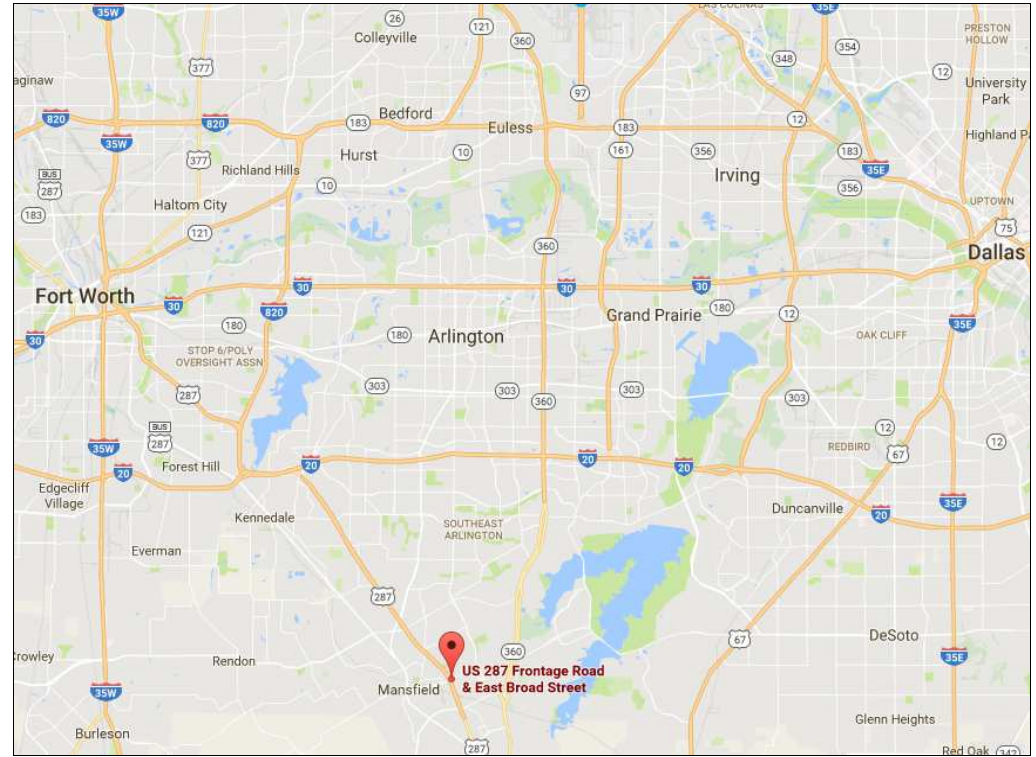 35W
26
Colleyville
121
360
LAS COLINAS
35E
PRESTON
HOLLOW
377
348
354
12
aginaw
97
University
Park
820
820
183
Bedford
Euless
183
12
Highland P
35W
161
356
183
Hurst
10
377
Richland Hills
35E
BUS
287
10
Irving
356
183
Haltom City
UPTOWN
121
360
75
Dallas
Fort Worth
30
30
30
30
820
180
Grand Prairie
180
12
35E
30
180
Arlington
OAK CLIFF
STOP 6/POLY
OVERSIGHT ASSN
287
303
303
360
303
303
BUS
287
35W
12
12
REDBIRD
67
Forest Hill
20
20
20
20
Edgecliff
Village
35E
Duncanville
20
Kennedale
SOUTHEAST
ARLINGTON
Everman
287
67
DeSoto
360
Crowley
Rendon
35E
US 287 Frontage Road
& East Broad Street
Mansfield
35W
Burleson
287
Glenn Heights
Red Oak
342